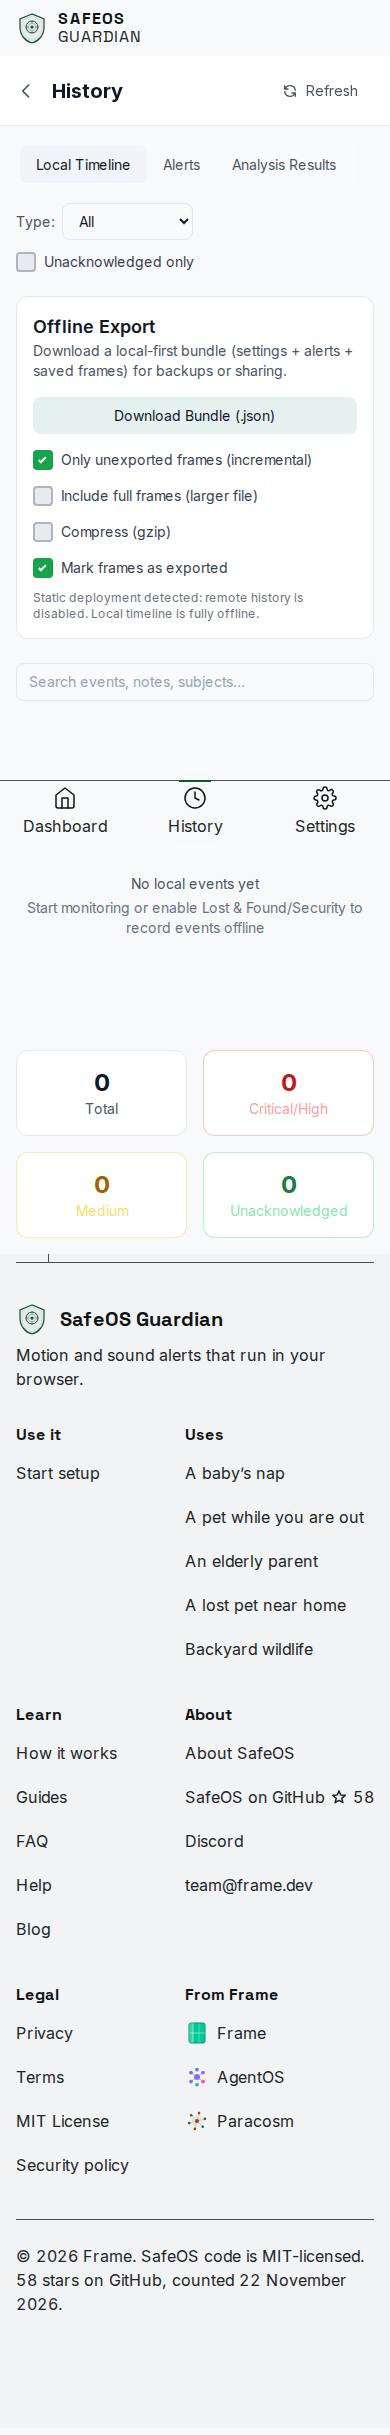 SAFEOS
GUARDIAN
History
Refresh
Local Timeline
Alerts
Analysis Results
Type:
All
Unacknowledged only
Offline Export
Download a local-first bundle (settings + alerts +
saved frames) for backups or sharing.
Download Bundle (.json)
Only unexported frames (incremental)
Include full frames (larger file)
Compress (gzip)
Mark frames as exported
Static deployment detected: remote history is
disabled. Local timeline is fully offline.
Search events, notes, subjects...
Dashboard
History
Settings
No local events yet
Start monitoring or enable Lost & Found/Security to
record events offline
0
Total
0
Critical/High
0
Medium
0
Unacknowledged
SafeOS Guardian
Motion and sound alerts that run in your
browser.
Use it
Start setup
Uses
A baby’s nap
A pet while you are out
An elderly parent
A lost pet near home
Backyard wildlife
Learn
How it works
Guides
FAQ
Help
Blog
About
About SafeOS
SafeOS on GitHub ☆ 58
Discord
team@frame.dev
Legal
Privacy
Terms
MIT License
Security policy
From Frame
Frame
AgentOS
Paracosm
© 2026 Frame. SafeOS code is MIT-licensed.
58 stars on GitHub, counted 22 November
2026.